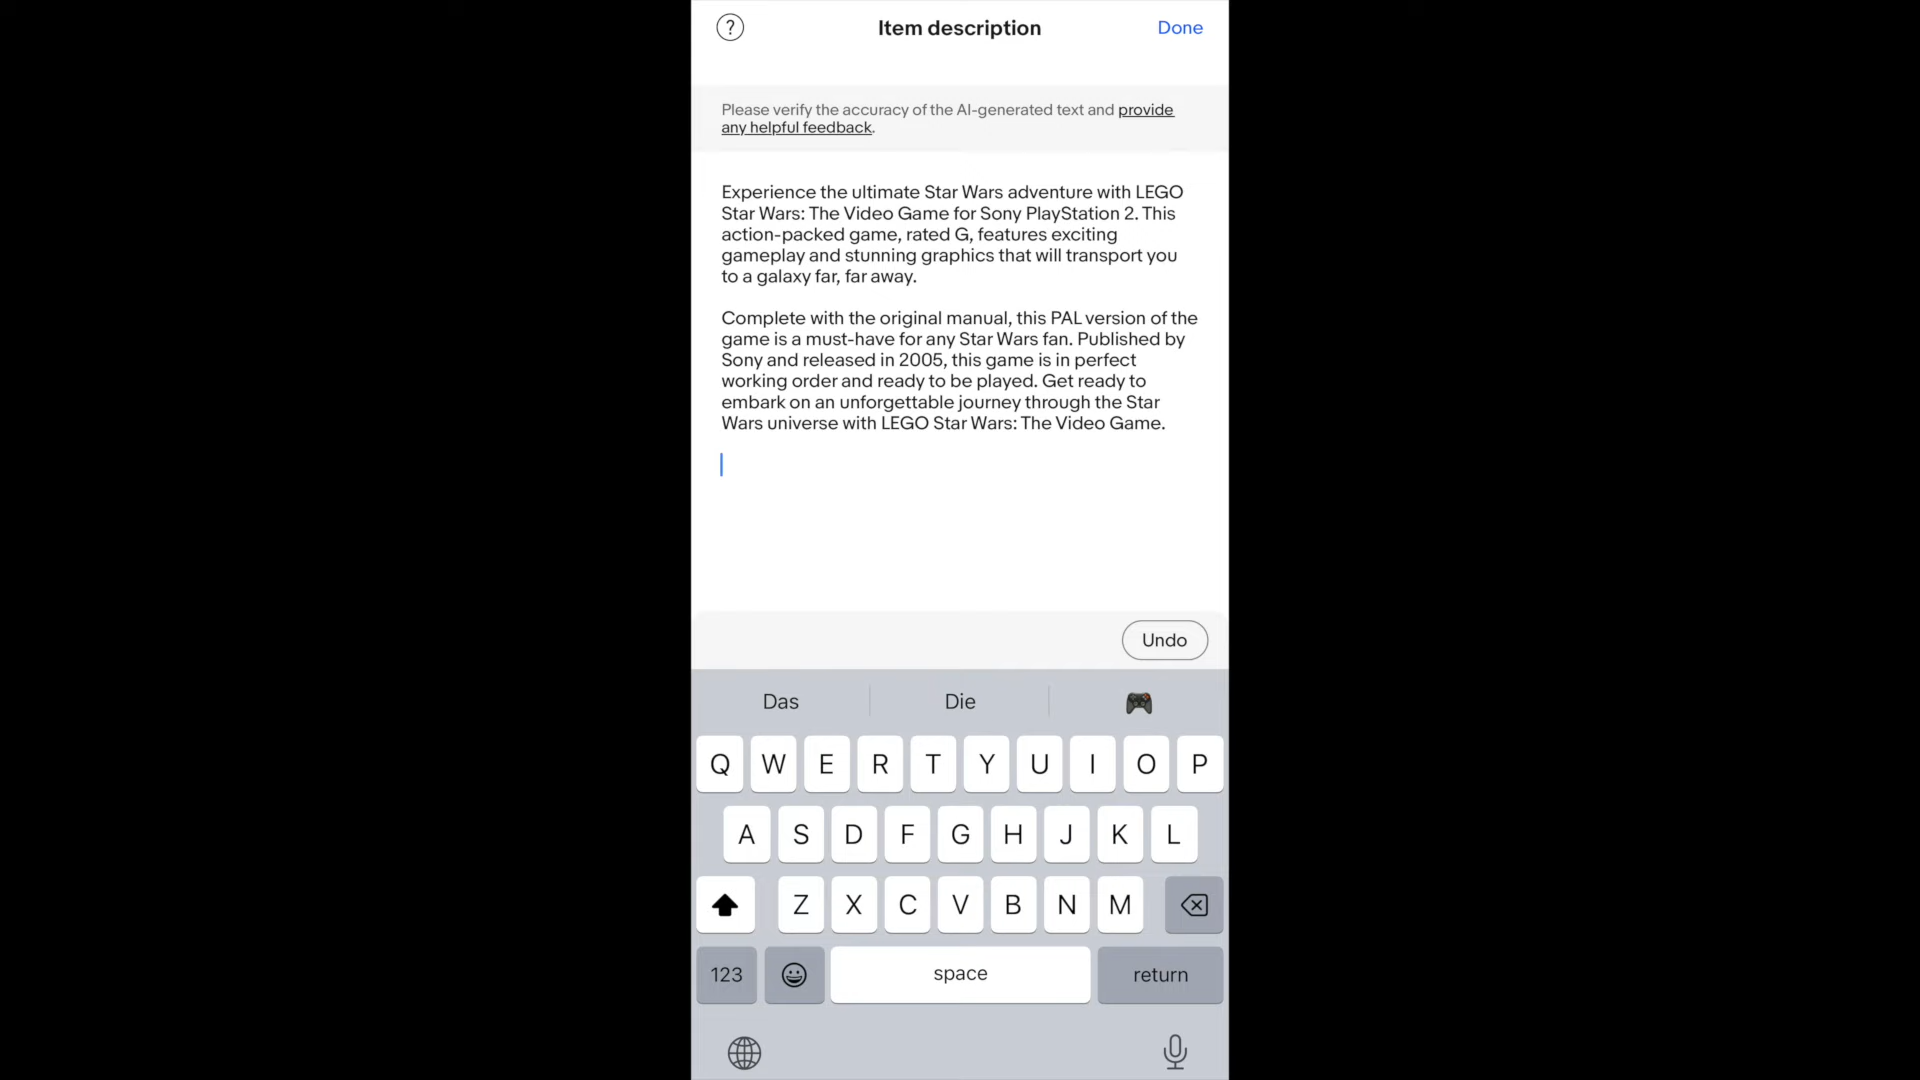 ?
Item description
Done
Please verify the accuracy of the AI-generated text and provide
any helpful feedback.
Experience the ultimate Star Wars adventure with LEGO
Star Wars: The Video Game for Sony PlayStation 2. This
action-packed game, rated G, features exciting
gameplay and stunning graphics that will transport you
to a galaxy far, far away.
Complete with the original manual, this PAL version of the
game is a must-have for any Star Wars fan. Published by
Sony and released in 2005, this game is in perfect
working order and ready to be played. Get ready to
embark on an unforgettable journey through the Star
Wars universe with LEGO Star Wars: The Video Game.
Undo
Das Die
Q W E R T Y U I O P
A S D F G H J K L
Z X C V B N M
123 space return